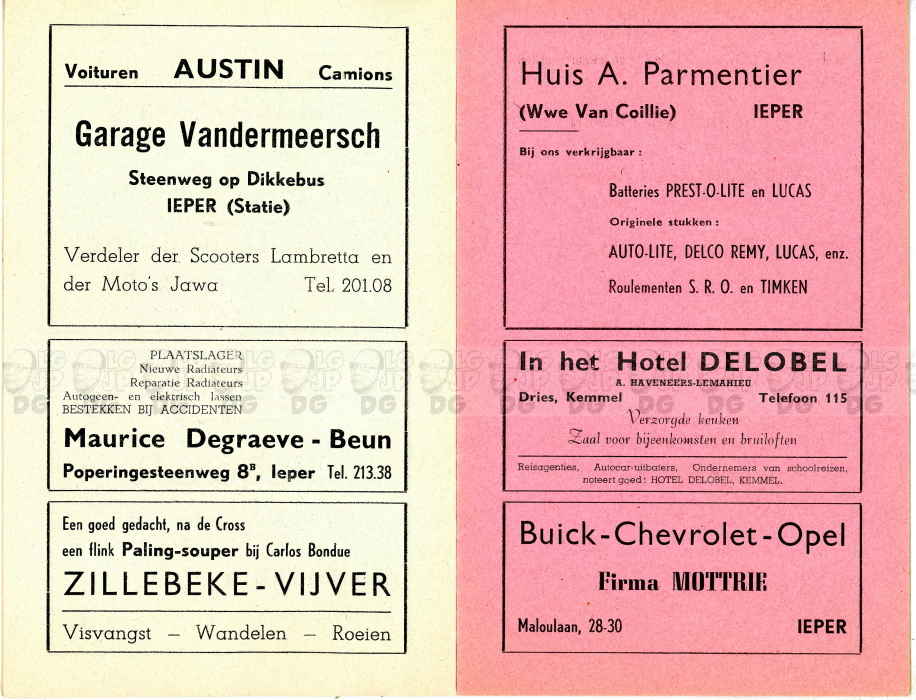 Voituren AUSTIN Camions
Garage Vandermeersch
Steenweg op Dikkebus
IEPER (Statie)
Verdeler der Scooters Lambretta en
der Moto's Jawa Tel. 201.08
PLAATSLAGER
Nieuwe Radiateurs
Reparatie Radiateurs
Autogeen- en elektrisch lassen
BESTEKKEN BIJ ACCIDENTEN
Maurice Degraeve - Beun
Poperingesteenweg 8B, Ieper Tel. 213.38
Een goed gedacht, na de Cross
een flink Paling-souper bij Carlos Bondue
ZILLEBEKE - VIJVER
Visvangst — Wandelen — Roeien
Huis A. Parmentier
(Wwe Van Coillie) IEPER
Bij ons verkrijgbaar :
Batteries PREST-O-LITE en LUCAS
Originele stukken :
AUTO-LITE, DELCO REMY, LUCAS, enz.
Roulementen S. R. O. en TIMKEN
In het Hotel DELOBEL
A. HAVENEERS-LEMAHIEU
Dries, Kemmel Telefoon 115
Verzorgde keuken
Zaal voor bijeenkomsten en bruiloften
Reisagenties, Autocar-uitbaters, Ondernemers van schoolreizen,
noteert goed : HOTEL DELOBEL, KEMMEL.
Buick - Chevrolet - Opel
Firma MOTTRIE
Maloulaan, 28-30 IEPER
LG JP DG